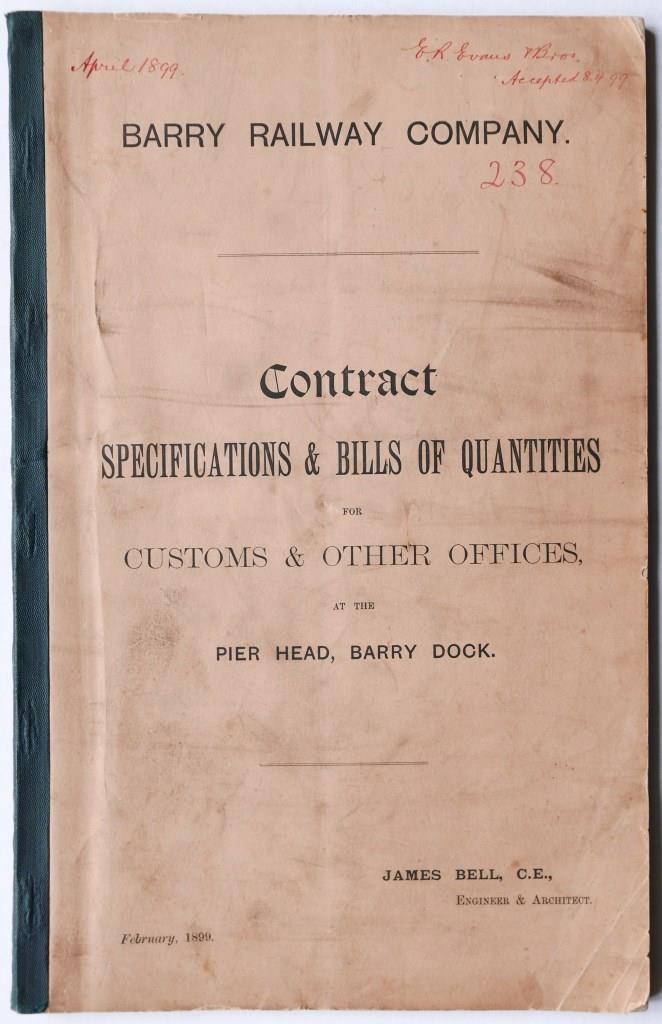 April 1899.
E. R Evans & Bros.
Accepted 8.4.99
BARRY RAILWAY COMPANY.
238.
Contract
SPECIFICATIONS & BILLS OF QUANTITIES
FOR
CUSTOMS & OTHER OFFICES,
AT THE
PIER HEAD, BARRY DOCK.
JAMES BELL, C.E.,
ENGINEER & ARCHITECT.
February, 1899.